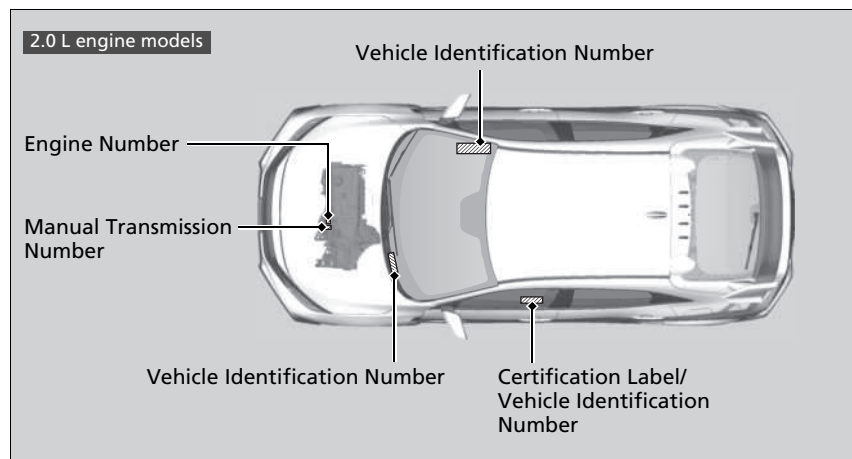 2.0 L engine models
Vehicle Identification Number
Engine Number
Manual Transmission
Number
Vehicle Identification Number
Certification Label/
Vehicle Identification
Number